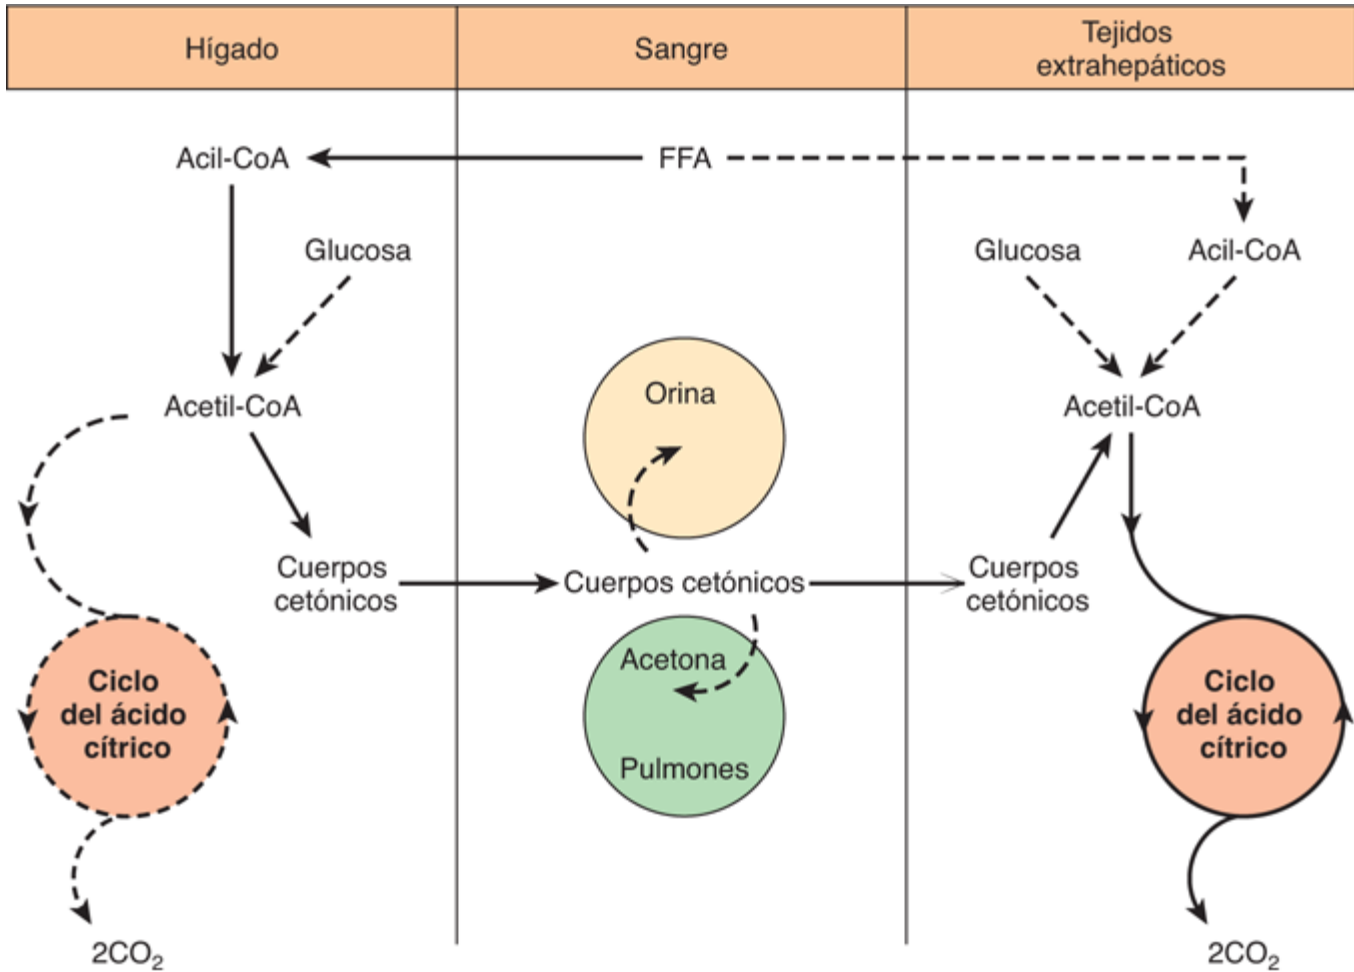 Hígado
Sangre
Tejidos
extrahepáticos
Acil-CoA
FFA
Glucosa
Glucosa
Acil-CoA
Orina
Acetil-CoA
Acetil-CoA
Cuerpos
cetónicos
Cuerpos cetónicos
Cuerpos
cetónicos
Acetona
Pulmones
Ciclo
del ácido
cítrico
Ciclo
del ácido
cítrico
2CO₂
2CO₂